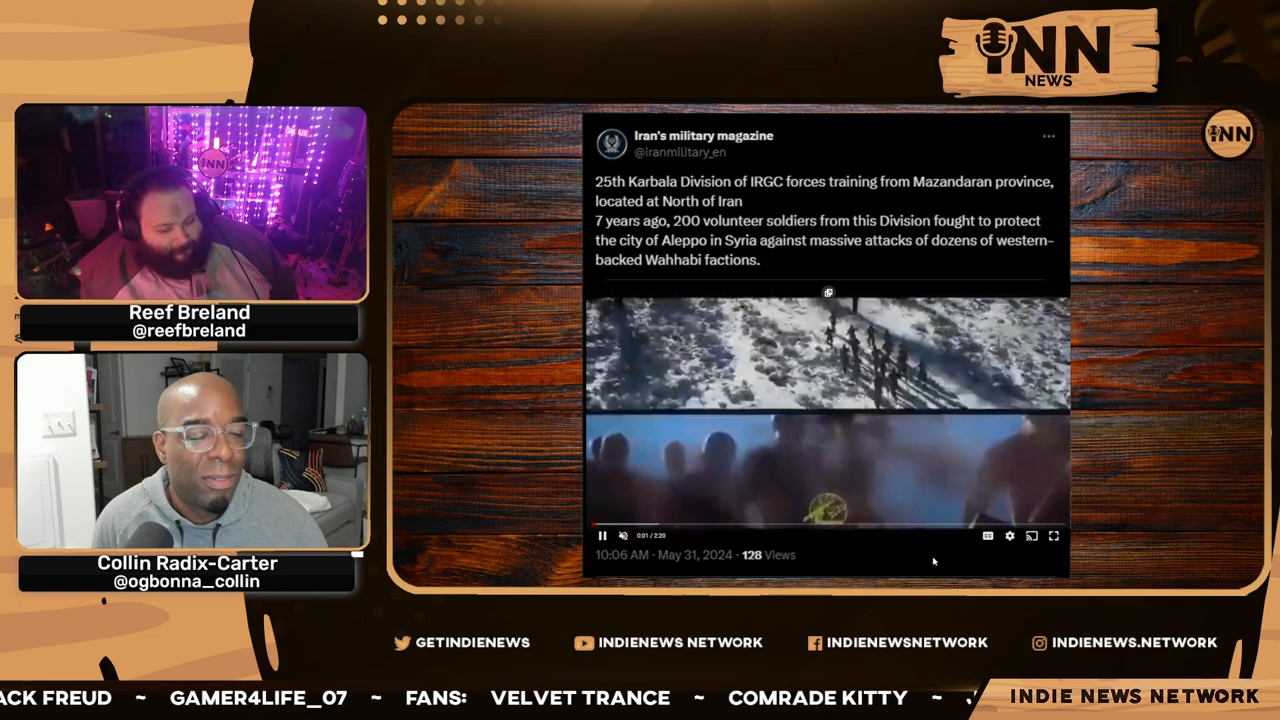 INN
NEWS
INN
ON AIR
INN
Reef Breland
@reefbreland
Collin Radix-Carter
@ogbonna_collin
Iran's military magazine
@iranmilitary_en
25th Karbala Division of IRGC forces training from Mazandaran province,
located at North of Iran
7 years ago, 200 volunteer soldiers from this Division fought to protect
the city of Aleppo in Syria against massive attacks of dozens of western-
backed Wahhabi factions.
0:01 / 2:20
CC
10:06 AM · May 31, 2024 · 128 Views
GETINDIENEWS
INDIENEWS NETWORK
INDIENEWSNETWORK
INDIENEWS.NETWORK
ACK FREUD ~ GAMER4LIFE_07 ~ FANS: VELVET TRANCE ~ COMRADE KITTY ~
INDIE NEWS NETWORK